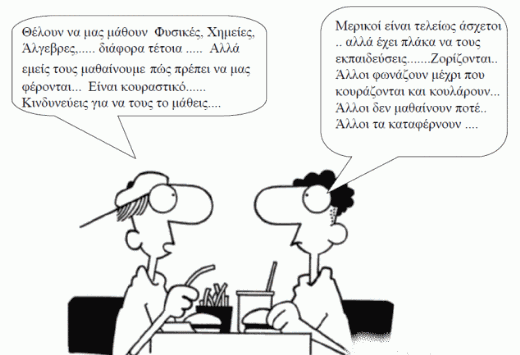 Θέλουν να μας μάθουν Φυσικές, Χημείες,
Άλγεβρες,..... διάφορα τέτοια ..... Αλλά
εμείς τους μαθαίνουμε πώς πρέπει να μας
φέρονται... Είναι κουραστικό......
Κινδυνεύεις για να τους το μάθεις....
Μερικοί είναι τελείως άσχετοι
.. αλλά έχει πλάκα να τους
εκπαιδεύσεις.......Ζορίζονται..
Άλλοι φωνάζουν μέχρι που
κουράζονται και κουλάρουν...
Άλλοι δεν μαθαίνουν ποτέ..
Άλλοι τα καταφέρνουν ....